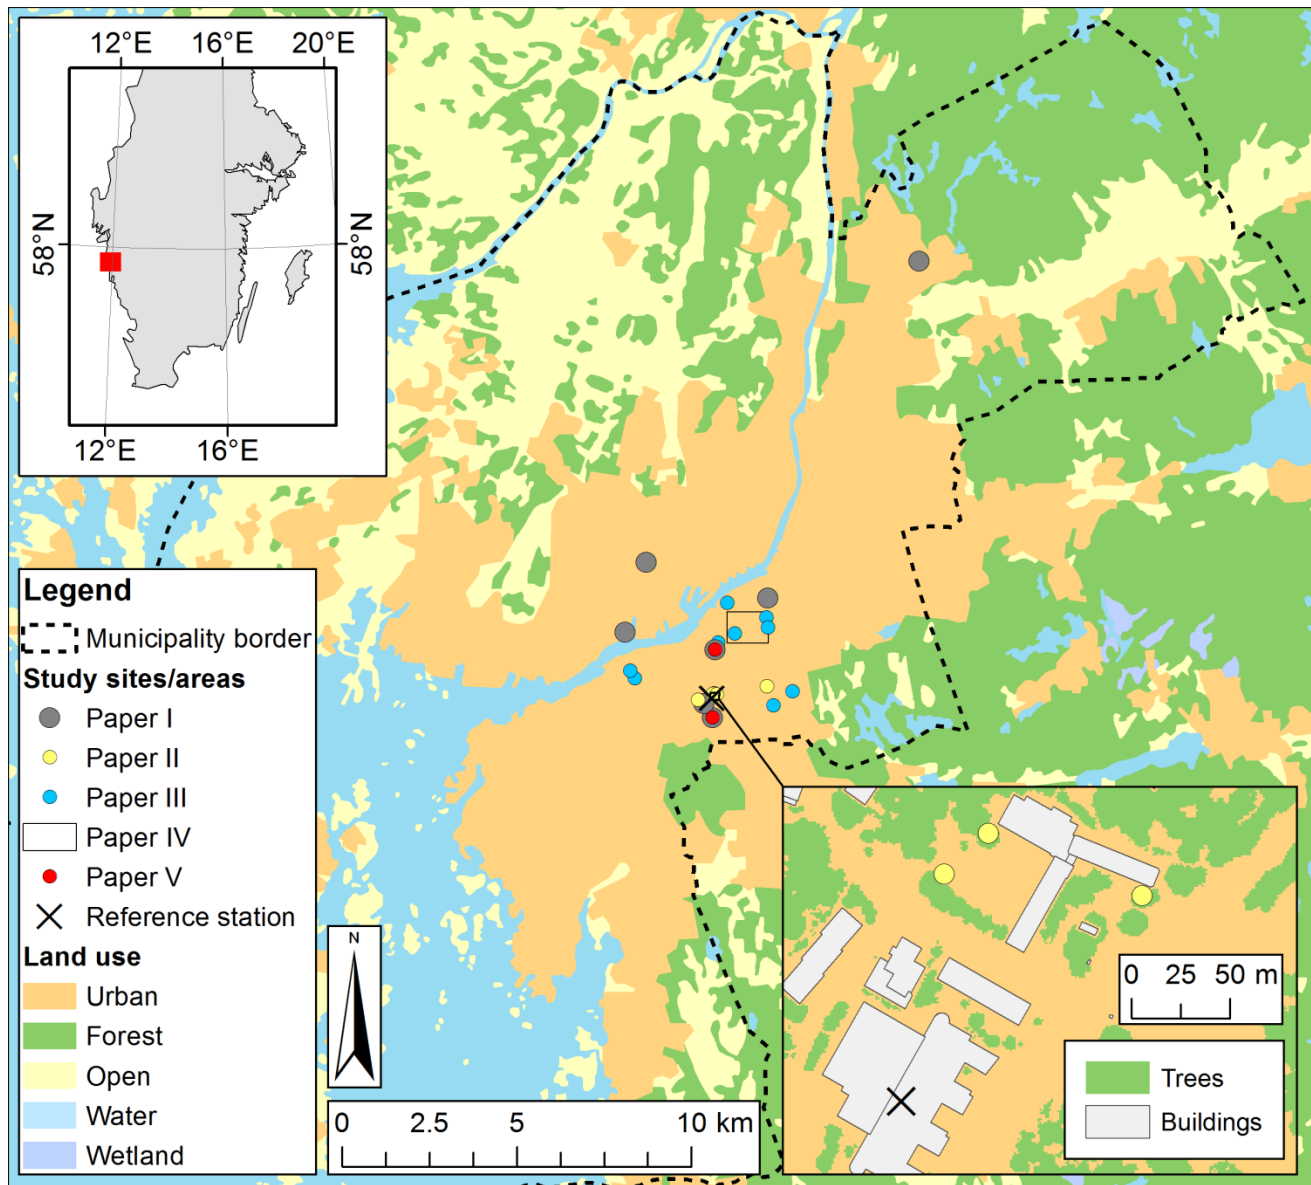 12°E 16°E 20°E
58°N 58°N
12°E 16°E
Legend
Municipality border
Study sites/areas
Paper I
Paper II
Paper III
Paper IV
Paper V
Reference station
Land use
Urban
Forest
Open
Water
Wetland
N
0 2.5 5 10 km
0 25 50 m
Trees
Buildings